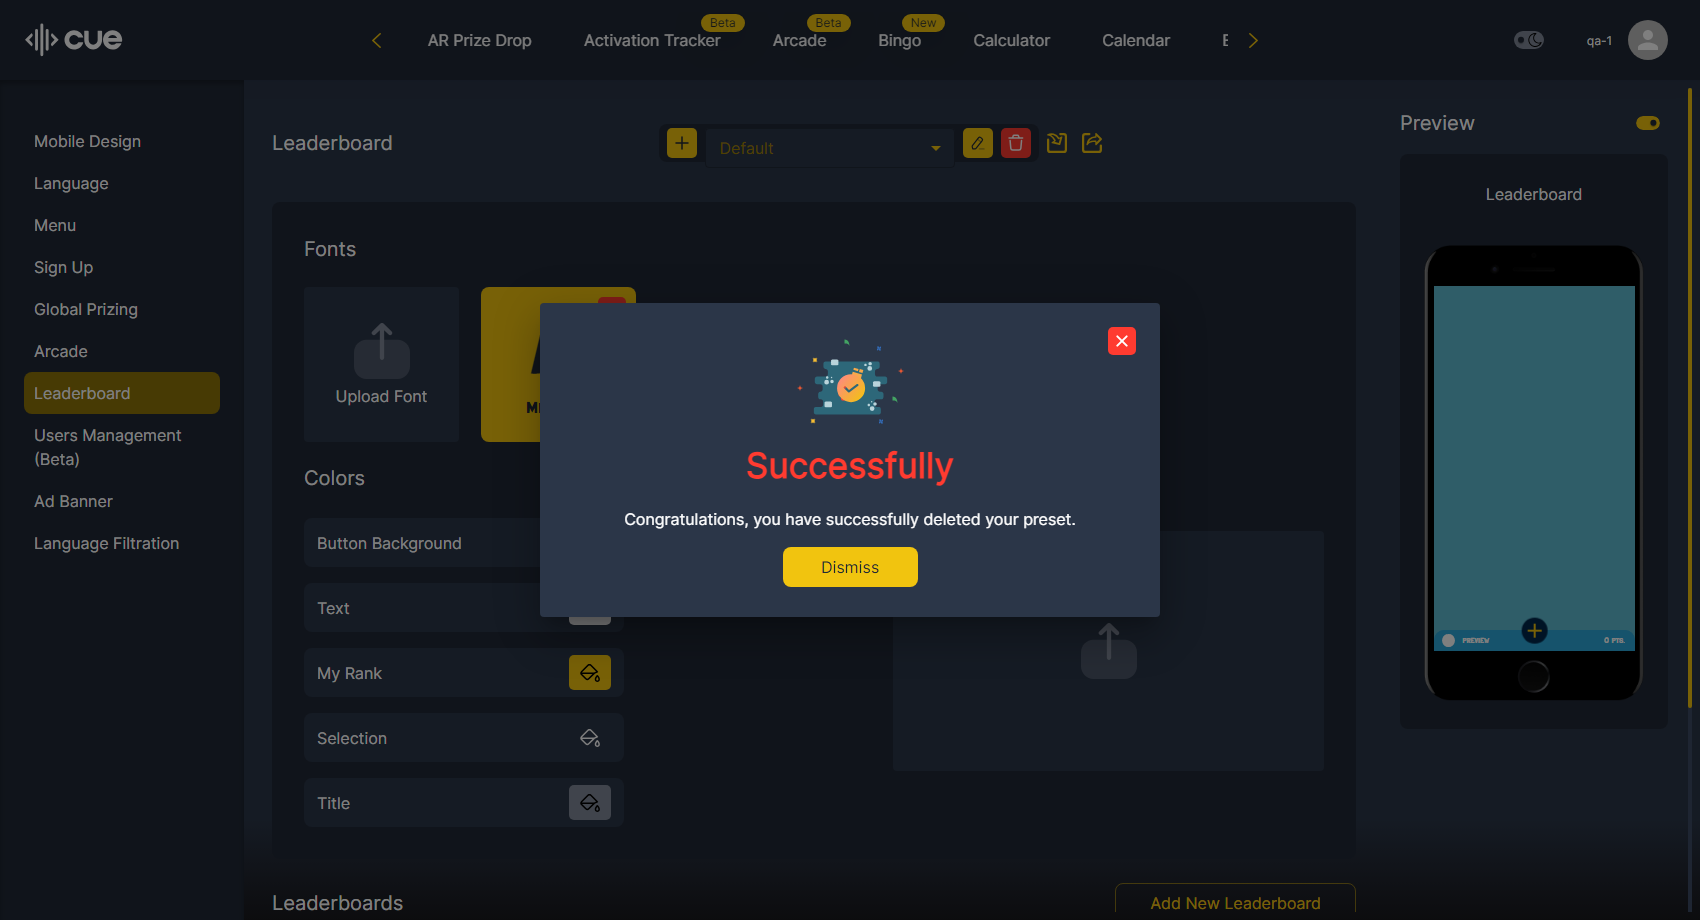 cue
AR Prize Drop
Activation Tracker
Beta
Arcade
Beta
Bingo
New
Calculator
Calendar
qa-1
Mobile Design
Language
Menu
Sign Up
Global Prizing
Arcade
Leaderboard
Users Management
(Beta)
Ad Banner
Language Filtration
Leaderboard
Default
Fonts
Upload Font
Colors
Button Background
Text
My Rank
Selection
Title
Successfully
Congratulations, you have successfully deleted your preset.
Dismiss
Leaderboards
Add New Leaderboard
Preview
Leaderboard
PREVIEW
0 PTS.